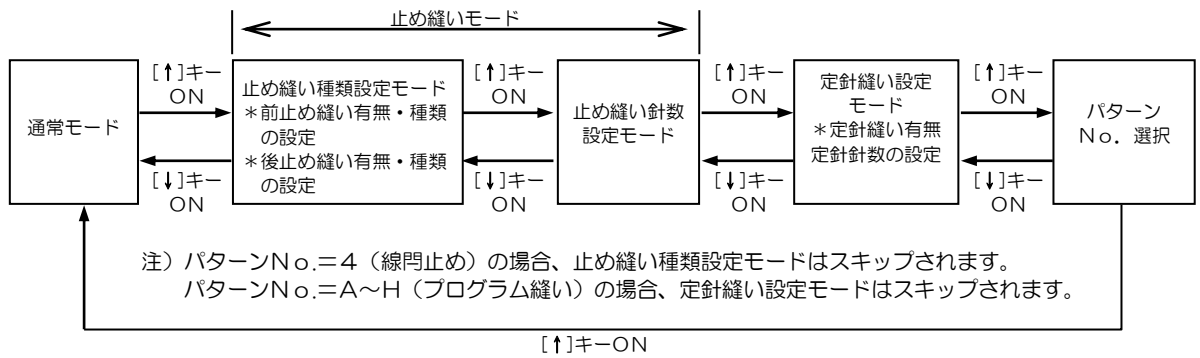 止め縫いモード
[↑]キー
ON
[↑]キー
ON
[↑]キー
ON
[↑]キー
ON
通常モード
止め縫い種類設定モード
＊前止め縫い有無・種類
の設定
＊後止め縫い有無・種類
の設定
止め縫い針数
設定モード
定針縫い設定
モード
＊定針縫い有無
定針針数の設定
パターン
Ｎｏ．選択
[↓]キー
ON
[↓]キー
ON
[↓]キー
ON
[↓]キー
ON
注）パターンＮｏ.＝４（線閂止め）の場合、止め縫い種類設定モードはスキップされます。
パターンＮｏ.＝Ａ～Ｈ（プログラム縫い）の場合、定針縫い設定モードはスキップされます。
[↑]キーON